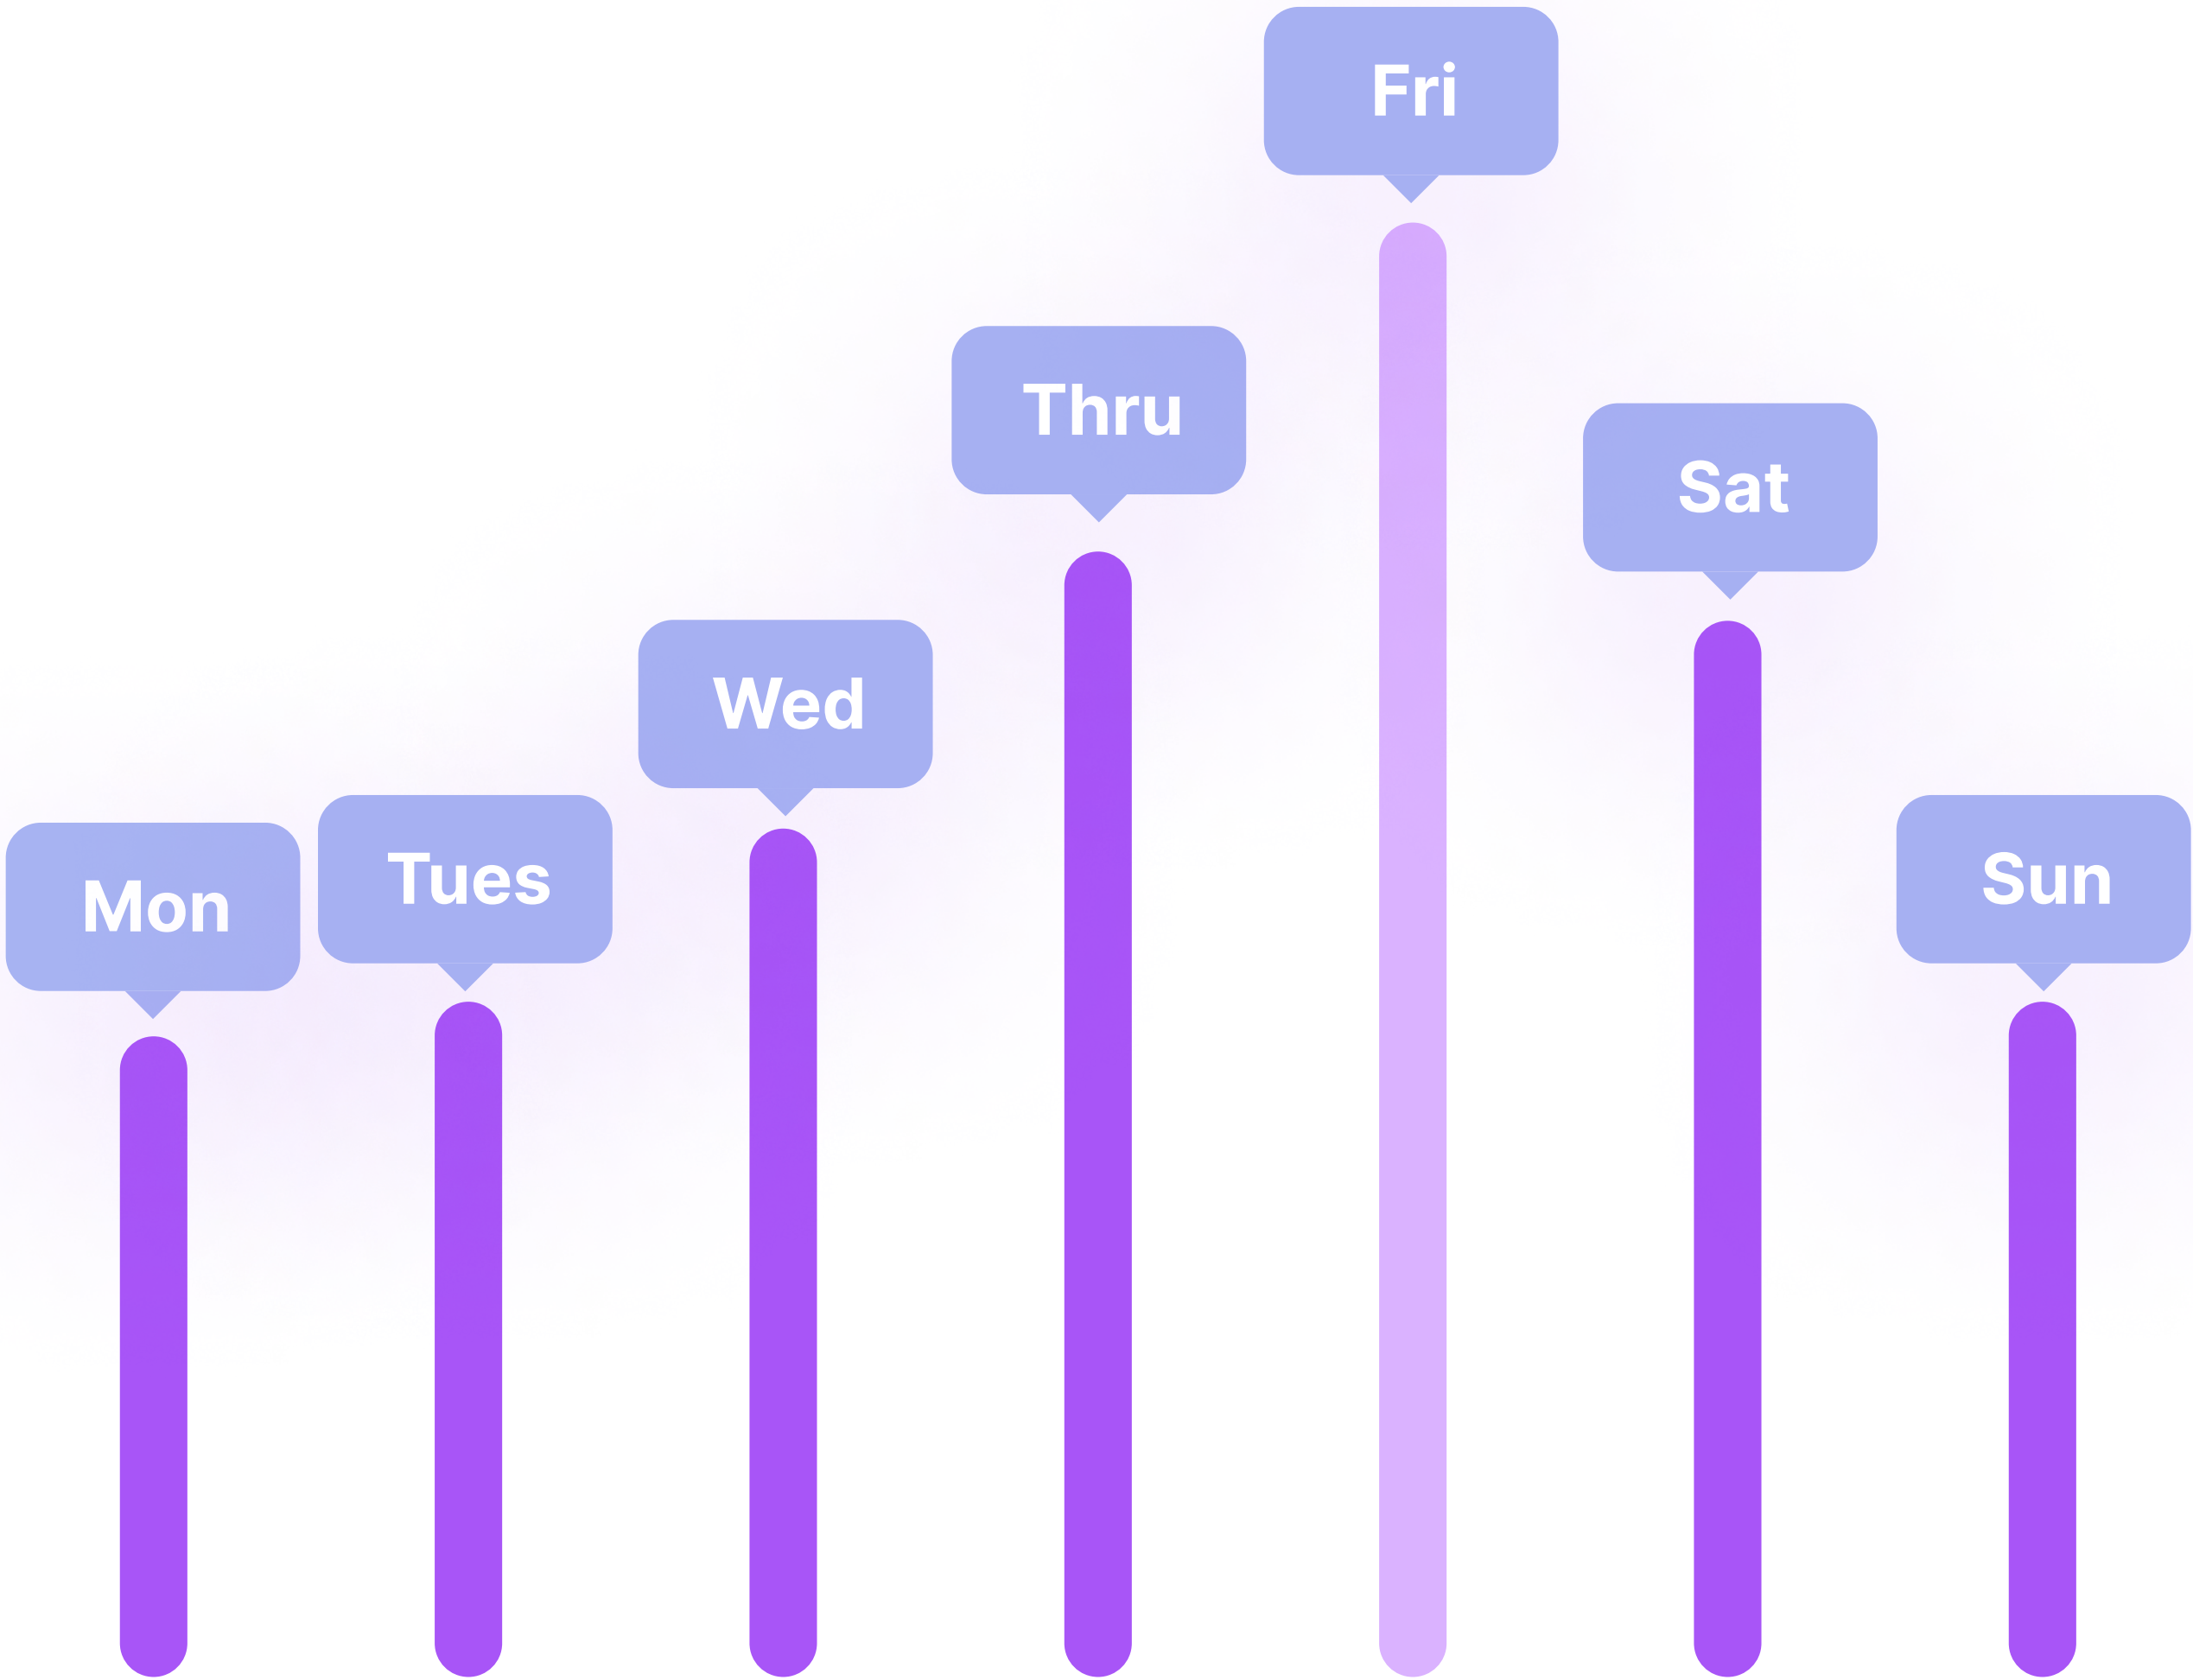 Mon
Tues
Wed
Thru
Fri
Sat
Sun